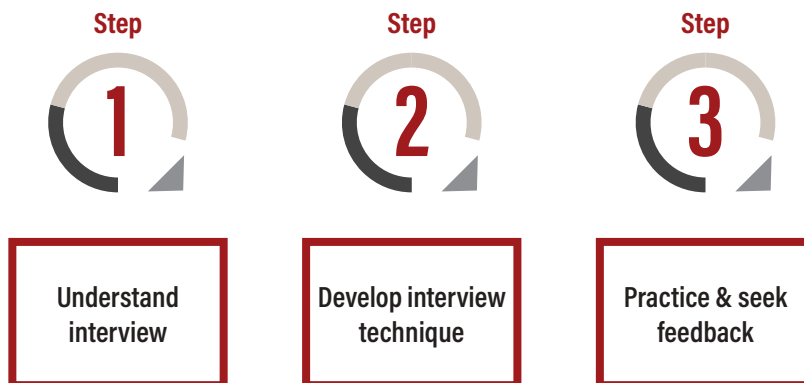 Step
1
Understand
interview
Step
2
Develop interview
technique
Step
3
Practice & seek
feedback